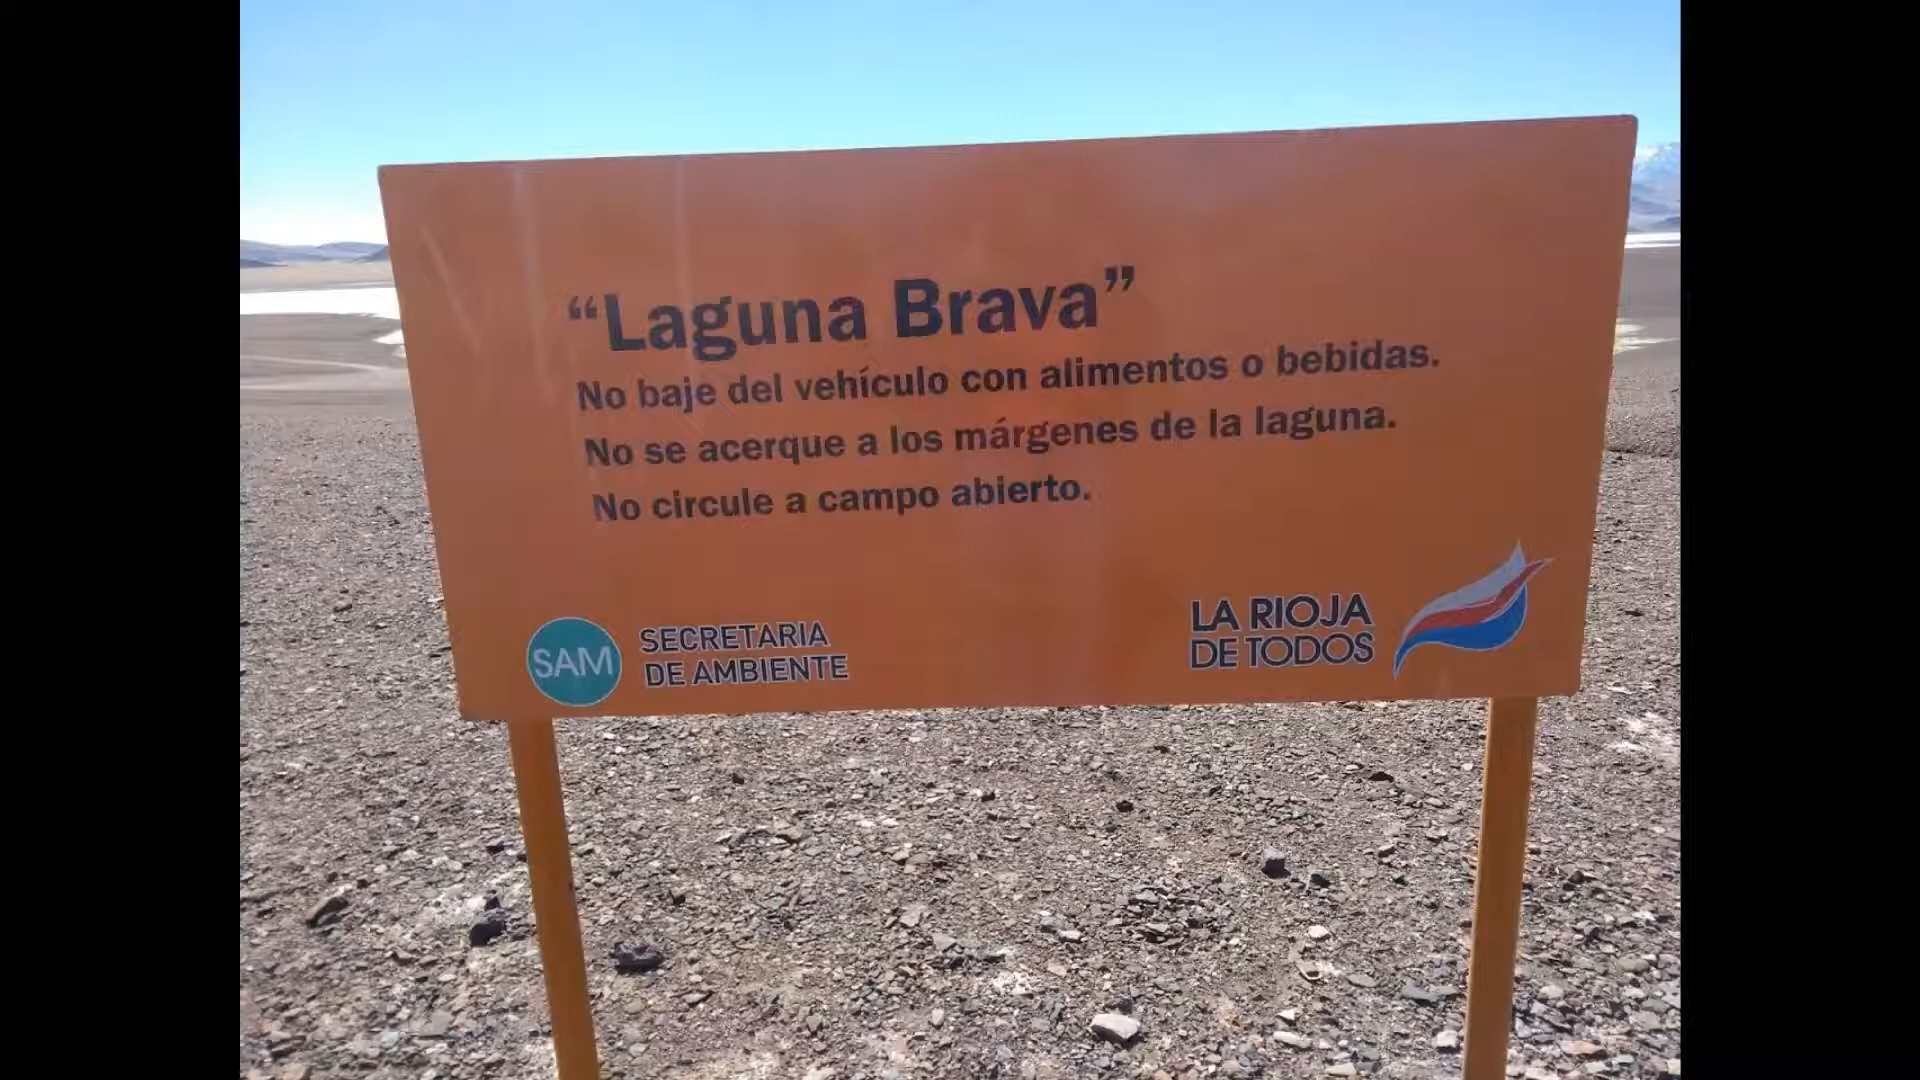 “Laguna Brava”
No baje del vehículo con alimentos o bebidas.
No se acerque a los márgenes de la laguna.
No circule a campo abierto.
SAM
SECRETARIA
DE AMBIENTE
LA RIOJA
DE TODOS